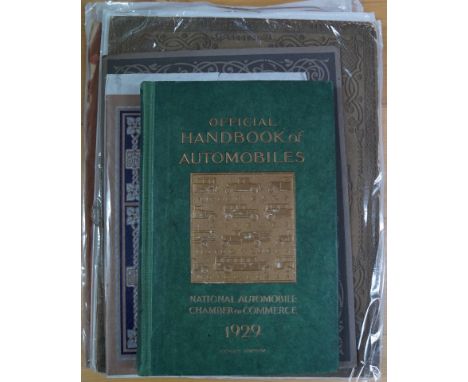 OFFICIAL
HANDBOOK of
AUTOMOBILES
NATIONAL AUTOMOBILE
CHAMBER OF COMMERCE
1929